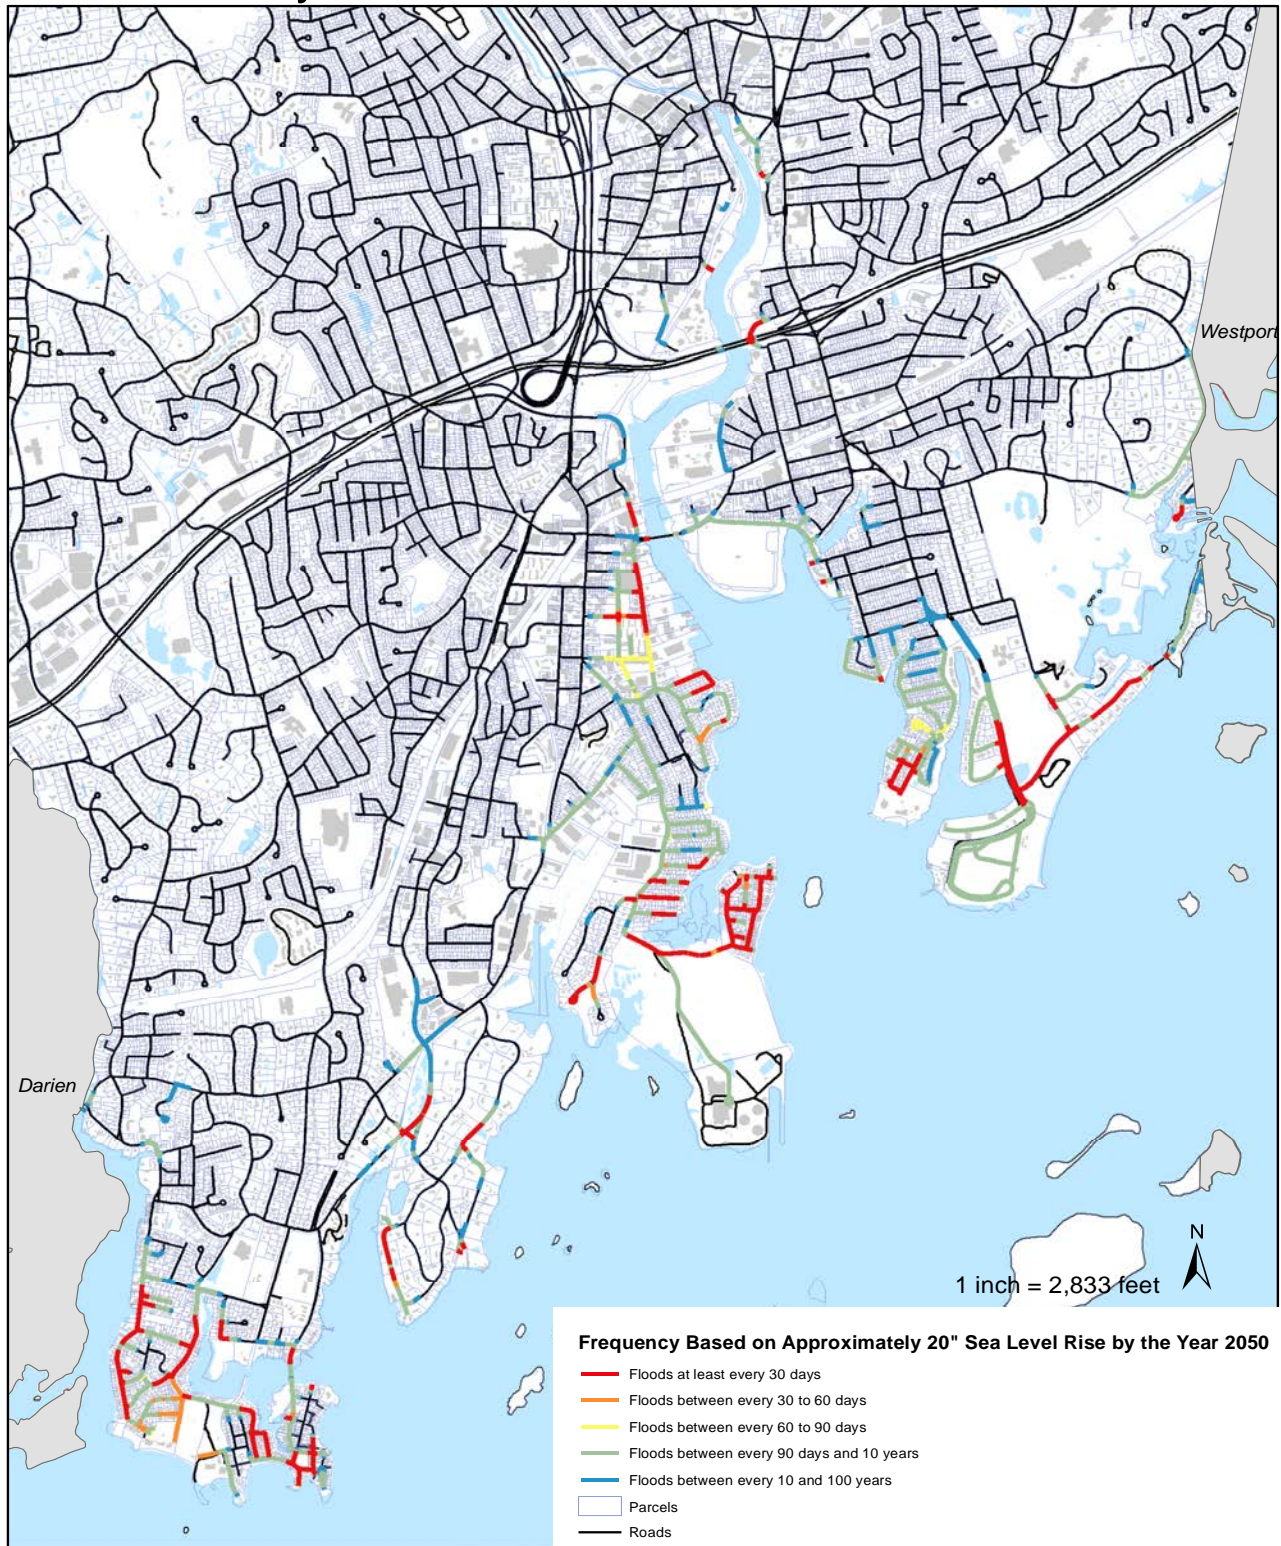 Westport
Darien
N
1 inch = 2,833 feet
Frequency Based on Approximately 20" Sea Level Rise by the Year 2050
Floods at least every 30 days
Floods between every 30 to 60 days
Floods between every 60 to 90 days
Floods between every 90 days and 10 years
Floods between every 10 and 100 years
Parcels
Roads